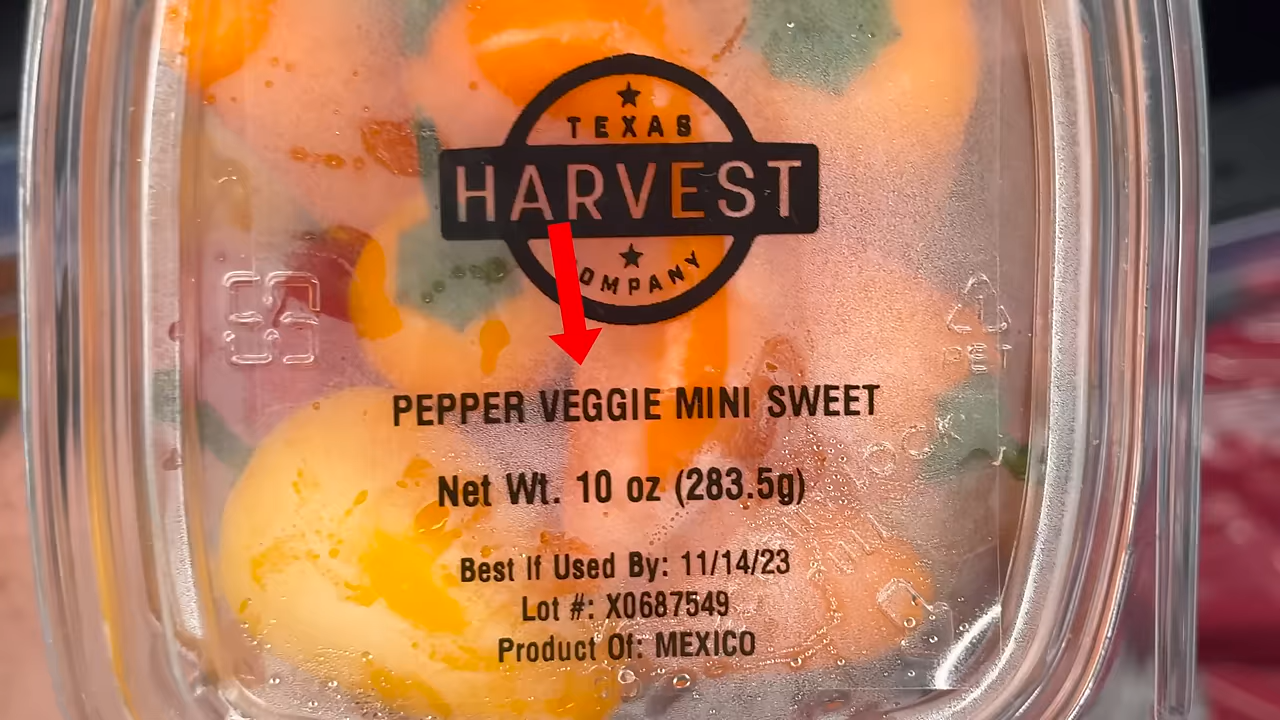 TEXAS
HARVEST
COMPANY
PEPPER VEGGIE MINI SWEET
Net Wt. 10 oz (283.5g)
Best If Used By: 11/14/23
Lot #: X0687549
Product Of: MEXICO